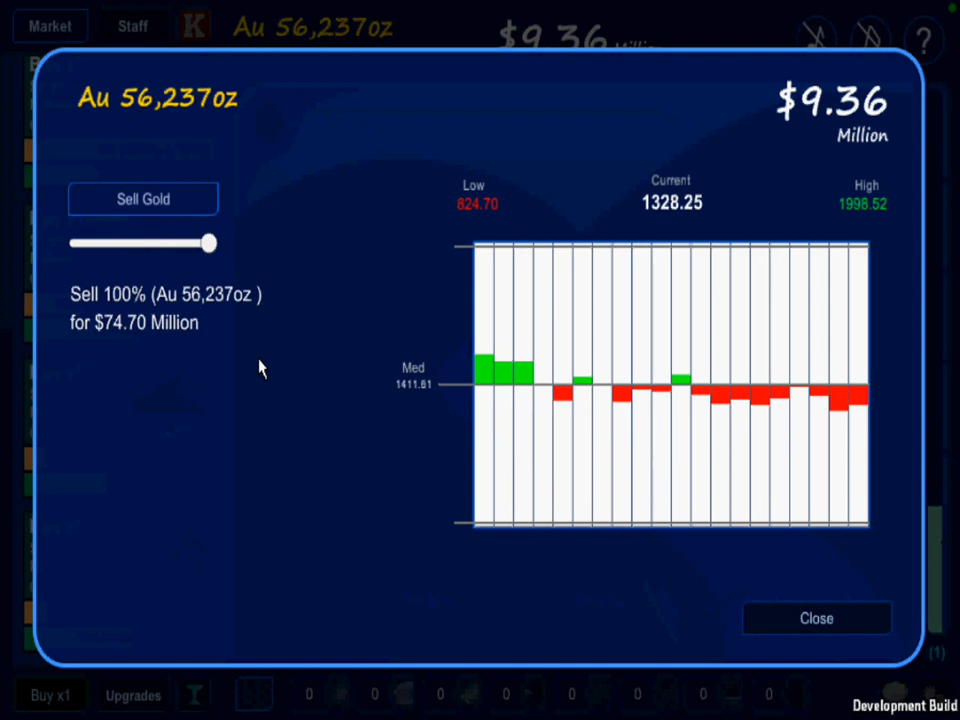 Market
Staff
K
Au 56,237oz
$9.36
?
Au 56,237oz
$9.36
Million
Sell Gold
Low
824.70
Current
1328.25
High
1998.52
Sell 100% (Au 56,237oz )
for $74.70 Million
Med
1411.61
Close
(1)
Buy x1
Upgrades
0
0
0
0
0
0
0
0
Development Build